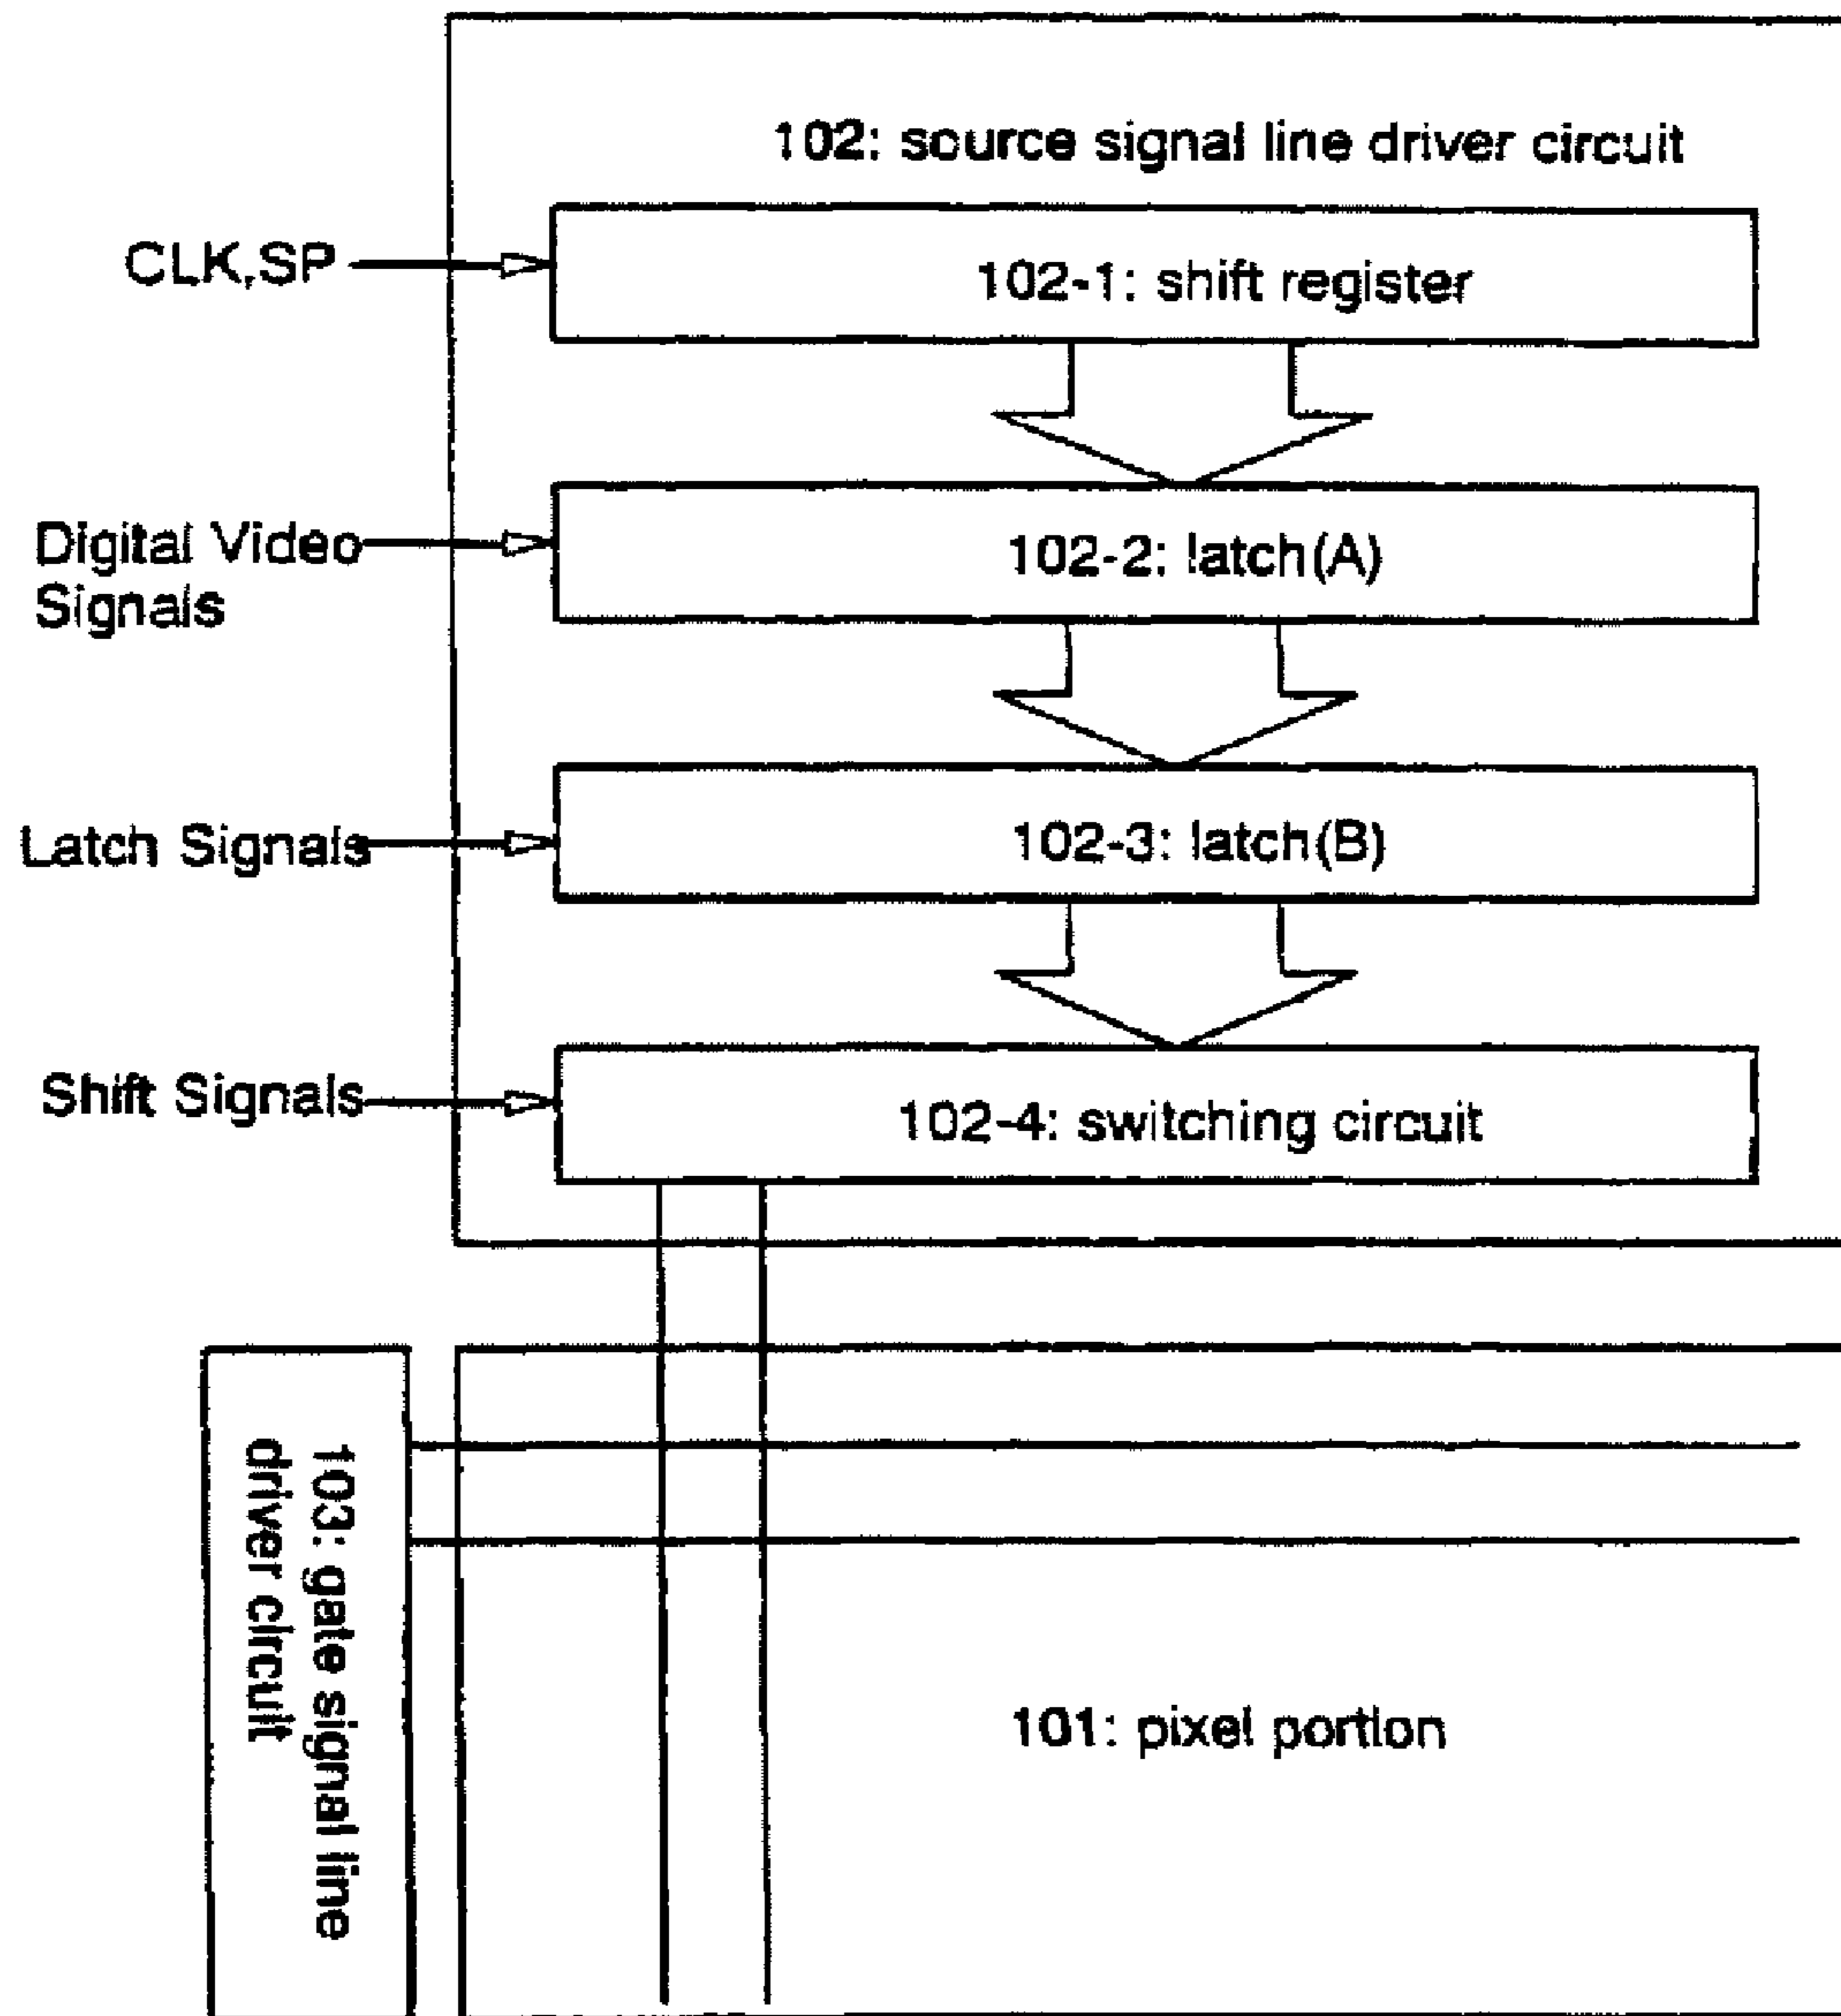 102: source signal line driver circuit
CLK,SP
102-1: shift register
Digital Video
Signals
102-2: latch(A)
Latch Signals
102-3: latch(B)
Shift Signals
102-4: switching circuit
103: gate signal line
driver circuit
101: pixel portion